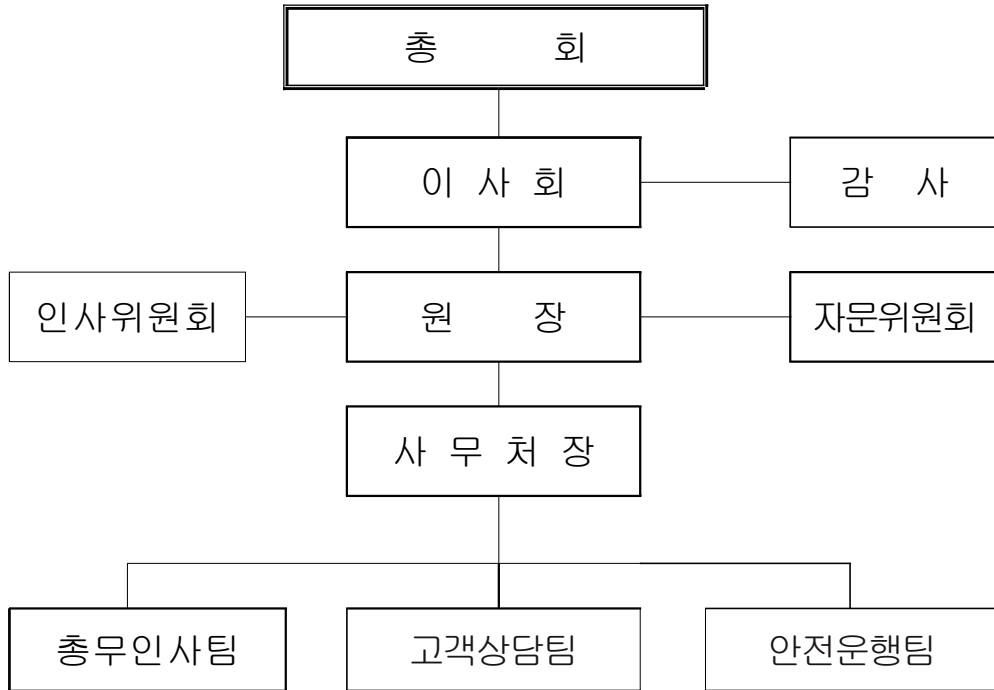 총 회
이 사 회
감 사
인사위원회
원 장
자문위원회
사 무 처 장
총무인사팀
고객상담팀
안전운행팀